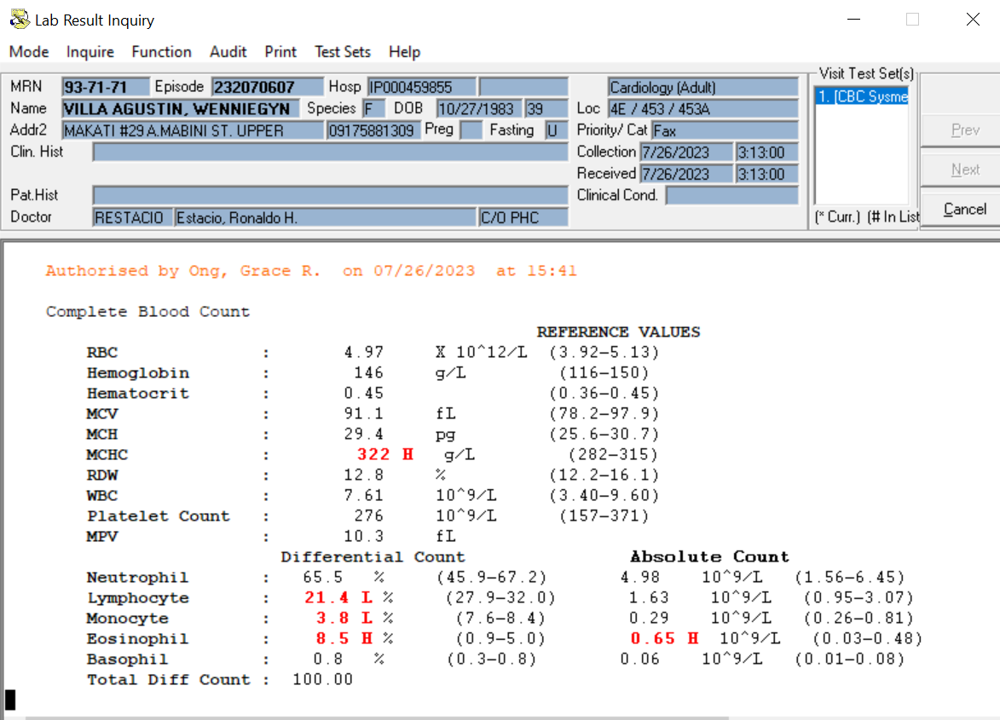 Lab Result Inquiry
Mode Inquire Function Audit Print Test Sets Help
MRN 93-71-71 Episode 232070607 Hosp IP000459855 Cardiology (Adult) Visit Test Set(s)
Name VILLA AGUSTIN, WENNIEGYN Species F DOB 10/27/1983 39 Loc 4E / 453 / 453A 1. [CBC Sysme
Addr2 MAKATI #29 A.MABINI ST. UPPER 09175881309 Preg Fasting U Priority/ Cat Fax Prev
Clin. Hist Collection 7/26/2023 3:13:00
Received 7/26/2023 3:13:00 Next
Pat.Hist Clinical Cond.
Doctor RESTACIO Estacio, Ronaldo H. C/O PHC (* Curr.) (# In List Cancel
Authorised by Ong, Grace R. on 07/26/2023 at 15:41
Complete Blood Count
REFERENCE VALUES
RBC : 4.97 X 10^12/L (3.92-5.13)
Hemoglobin : 146 g/L (116-150)
Hematocrit : 0.45 (0.36-0.45)
MCV : 91.1 fL (78.2-97.9)
MCH : 29.4 pg (25.6-30.7)
MCHC : 322 H g/L (282-315)
RDW : 12.8 % (12.2-16.1)
WBC : 7.61 10^9/L (3.40-9.60)
Platelet Count : 276 10^9/L (157-371)
MPV : 10.3 fL
Differential Count Absolute Count
Neutrophil : 65.5 % (45.9-67.2) 4.98 10^9/L (1.56-6.45)
Lymphocyte : 21.4 L % (27.9-32.0) 1.63 10^9/L (0.95-3.07)
Monocyte : 3.8 L % (7.6-8.4) 0.29 10^9/L (0.26-0.81)
Eosinophil : 8.5 H % (0.9-5.0) 0.65 H 10^9/L (0.03-0.48)
Basophil : 0.8 % (0.3-0.8) 0.06 10^9/L (0.01-0.08)
Total Diff Count : 100.00